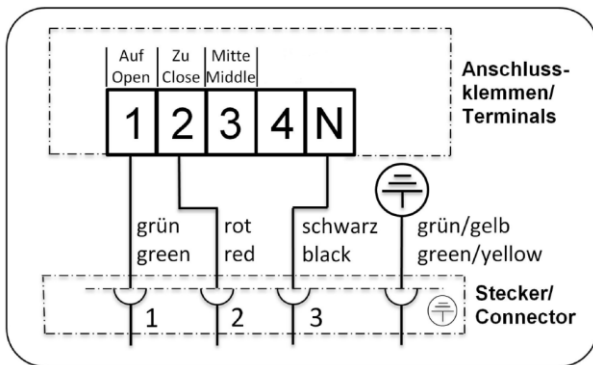 Auf Zu Mitte
Open Close Middle
1 2 3 4 N
Anschluss-
klemmen/
Terminals
grün rot schwarz grün/gelb
green red black green/yellow
1 2 3
Stecker/
Connector